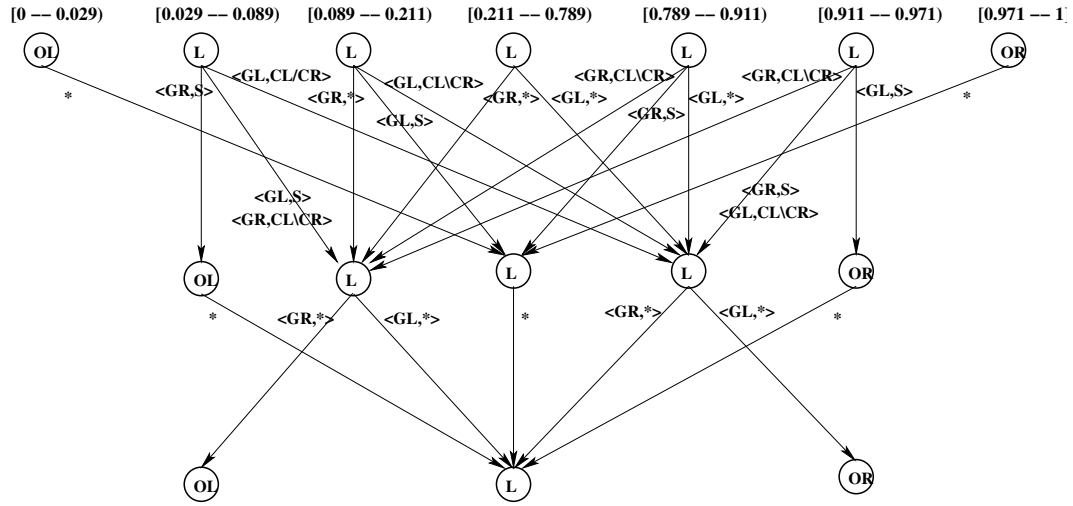 [0 −− 0.029) [0.029 −− 0.089) [0.089 −− 0.211) [0.211 −− 0.789) [0.789 −− 0.911) [0.911 −− 0.971) [0.971 −− 1]
OL L L L L L OR
<GL,CL/CR> <GL,CL\CR> <GR,CL\CR> <GR,CL\CR>
* <GR,S> <GR,*> <GR,*> <GL,*> <GL,*> <GL,S> *
<GL,S> <GR,S>
<GL,S> <GR,S>
<GR,CL\CR> <GL,CL\CR>
OL L L L OR
* <GR,*> <GL,*> * <GR,*> <GL,*> *
OL L OR